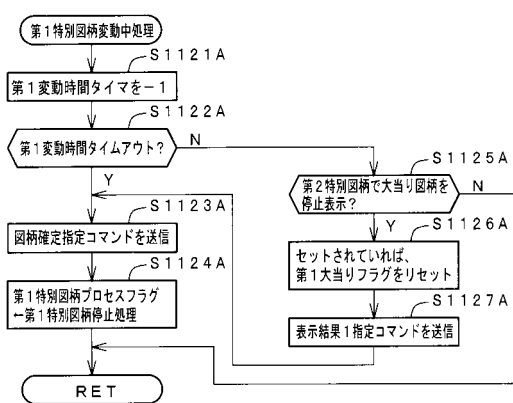 第1特別図柄変動中処理
S1121A
第1変動時間タイマを－1
S1122A
第1変動時間タイムアウト？
N
Y
S1123A
図柄確定指定コマンドを送信
S1124A
第1特別図柄プロセスフラグ
←第1特別図柄停止処理
RET
S1125A
第2特別図柄で大当り図柄を
停止表示？
N
Y
S1126A
セットされていれば、
第1大当りフラグをリセット
S1127A
表示結果1指定コマンドを送信